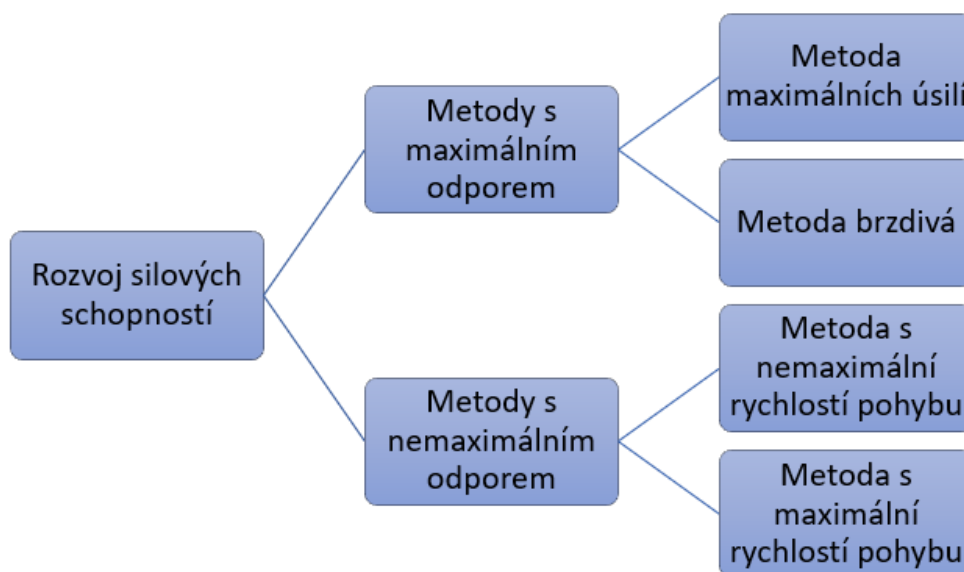 Rozvoj silových
schopností
Metody s
maximálním
odporem
Metoda
maximálních úsilí
Metoda brzdivá
Metody s
nemaximálním
odporem
Metoda s
nemaximální
rychlostí pohybu
Metoda s
maximální
rychlostí pohybu